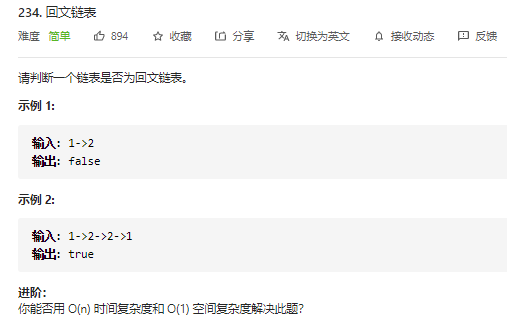 234. 回文链表
难度 简单 894 收藏 分享 切换为英文 接收动态 反馈
请判断一个链表是否为回文链表。
示例 1:
输入: 1->2
输出: false
示例 2:
输入: 1->2->2->1
输出: true
进阶:
你能否用 O(n) 时间复杂度和 O(1) 空间复杂度解决此题?